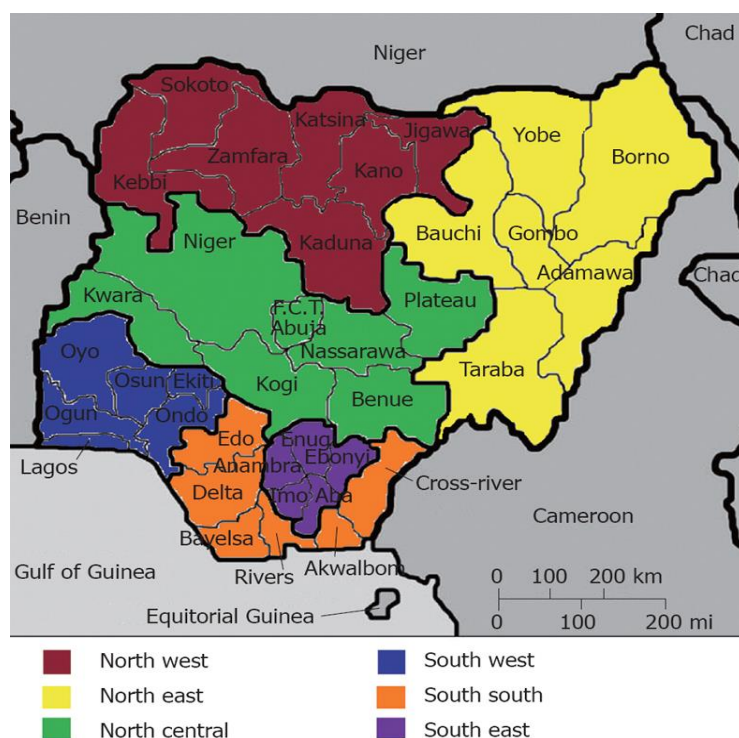 Chad
Niger
Sokoto
Katsina
Jigawa
Yobe
Borno
Zamfara
Kano
Kebbi
Benin
Niger
Kaduna
Bauchi
Gombo
Adamawa
Chad
Kwara
F.C.T.
Abuja
Plateau
Nassarawa
Oyo
Osun
Ekiti
Kogi
Benue
Taraba
Ogun
Ondo
Edo
Enug
Ebonyi
Anambra
Lagos
Delta
Imo
Aba
Cross-river
Cameroon
Bayelsa
Gulf of Guinea
Rivers
Akwalbom
Equitorial Guinea
0 100 200 km
0 100 200 mi
North west
North east
North central
South west
South south
South east